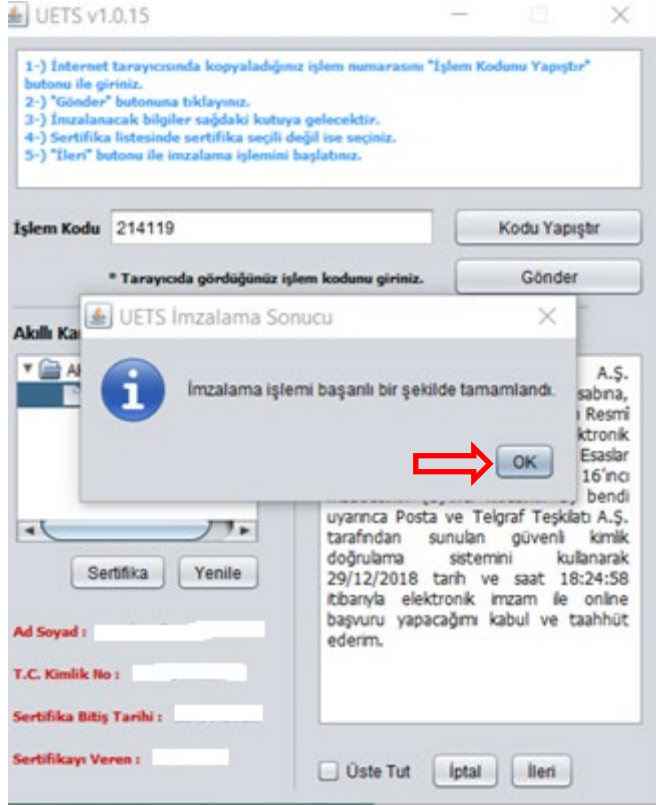 UETS v1.0.15
1-) İnternet tarayıcısında kopyaladığınız işlem numarasını "İşlem Kodunu Yapıştır"
butonu ile giriniz.
2-) "Gönder" butonuna tıklayınız.
3-) İmzalanacak bilgiler sağdaki kutuya gelecektir.
4-) Sertifika listesinde sertifika seçili değil ise seçiniz.
5-) "İleri" butonu ile imzalama işlemini başlatınız.
İşlem Kodu 214119 Kodu Yapıştır
* Tarayıcıda gördüğünüz işlem kodunu giriniz. Gönder
UETS İmzalama Sonucu
Akıllı
İmzalama işlemi başarılı bir şekilde tamamlandı.
OK
A.Ş.
Resmî
Esaslar
16'ncı
bendi
uyarınca Posta ve Telgraf Teşkilatı A.Ş.
tarafından sunulan güvenli kimlik
doğrulama sistemini kullanarak
29/12/2018 tarih ve saat 18:24:58
itibarıyla elektronik imzam ile online
başvuru yapacağımı kabul ve taahhüt
ederim.
Sertifika Yenile
Ad Soyad :
T.C. Kimlik No :
Sertifika Bitiş Tarihi :
Sertifikayı Veren :
Üste Tut İptal İleri